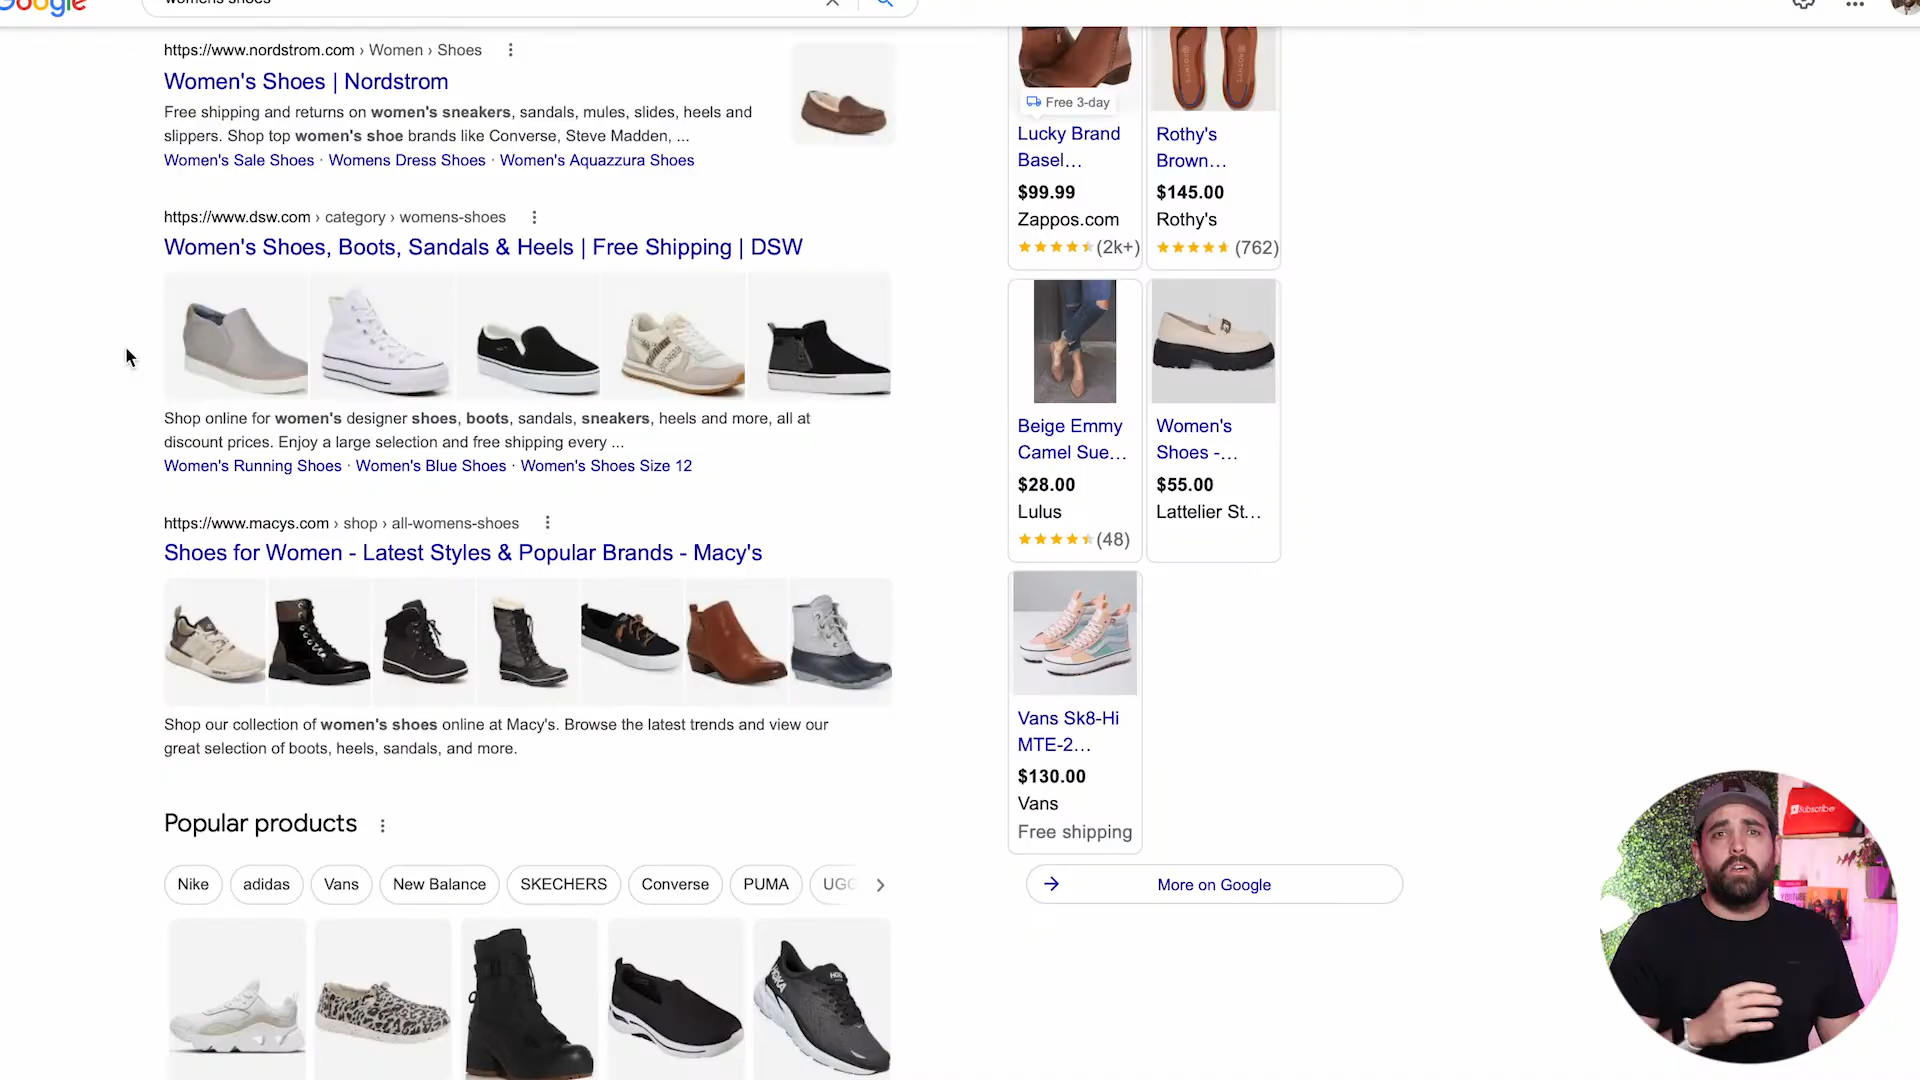 Google
womens shoes
https://www.nordstrom.com › Women › Shoes
Women's Shoes | Nordstrom
Free shipping and returns on women's sneakers, sandals, mules, slides, heels and
slippers. Shop top women's shoe brands like Converse, Steve Madden, ...
Women's Sale Shoes · Womens Dress Shoes · Women's Aquazzura Shoes
https://www.dsw.com › category › womens-shoes
Women's Shoes, Boots, Sandals & Heels | Free Shipping | DSW
Shop online for women's designer shoes, boots, sandals, sneakers, heels and more, all at
discount prices. Enjoy a large selection and free shipping every ...
Women's Running Shoes · Women's Blue Shoes · Women's Shoes Size 12
https://www.macys.com › shop › all-womens-shoes
Shoes for Women - Latest Styles & Popular Brands - Macy's
Shop our collection of women's shoes online at Macy's. Browse the latest trends and view our
great selection of boots, heels, sandals, and more.
Popular products
Nike
adidas
Vans
New Balance
SKECHERS
Converse
PUMA
UGG
HOKA
ROTHY'S
Free 3-day
Lucky Brand
Basel...
$99.99
Zappos.com
(2k+)
Rothy's
Brown...
$145.00
Rothy's
(762)
Beige Emmy
Camel Sue...
$28.00
Lulus
(48)
Women's
Shoes -...
$55.00
Lattelier St...
Vans Sk8-Hi
MTE-2...
$130.00
Vans
Free shipping
More on Google
Subscribe